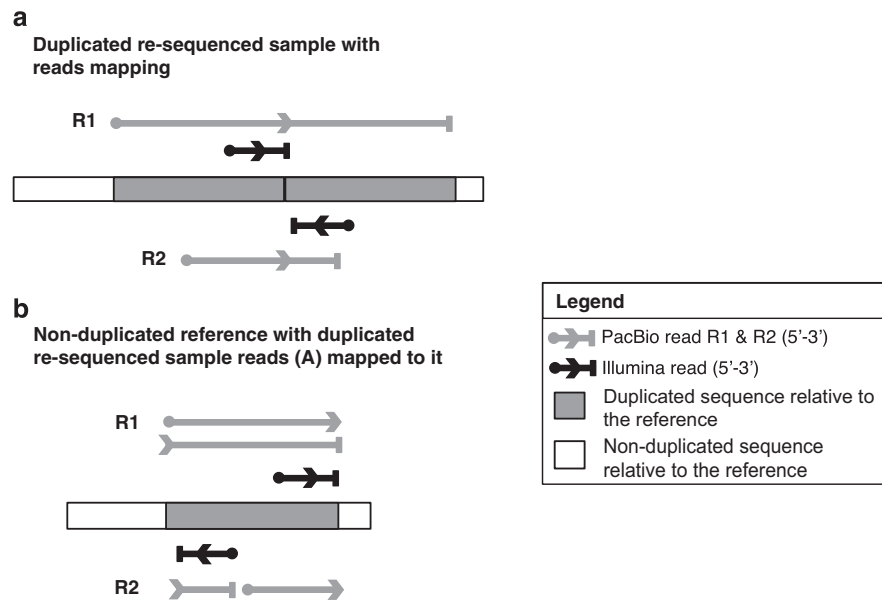 a
Duplicated re-sequenced sample with
reads mapping
R1
R2
b
Non-duplicated reference with duplicated
re-sequenced sample reads (A) mapped to it
R1
R2
Legend
PacBio read R1 & R2 (5'-3')
Illumina read (5'-3')
Duplicated sequence relative to
the reference
Non-duplicated sequence
relative to the reference